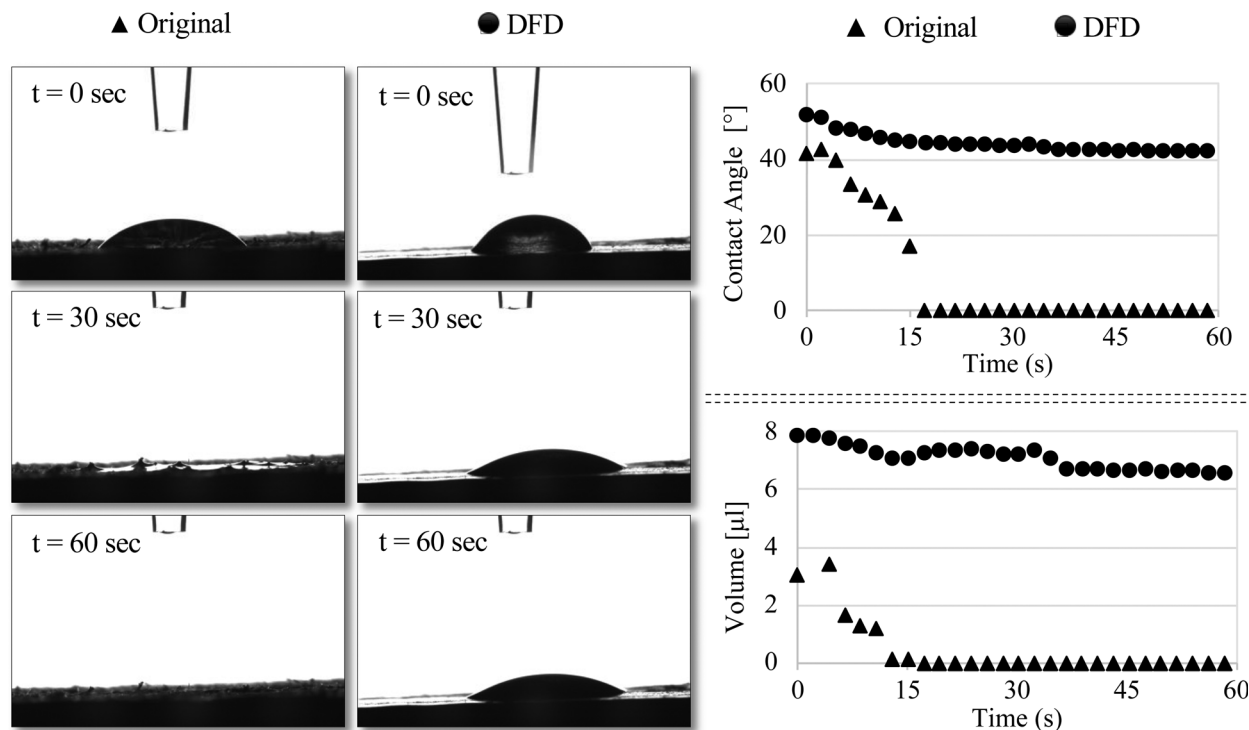 ▲ Original
● DFD
t = 0 sec
t = 0 sec
t = 30 sec
t = 30 sec
t = 60 sec
t = 60 sec
▲ Original ● DFD
Contact Angle [°]
60
40
20
0
0 15 30 45 60
Time (s)
Volume [µl]
8
6
4
2
0
0 15 30 45 60
Time (s)